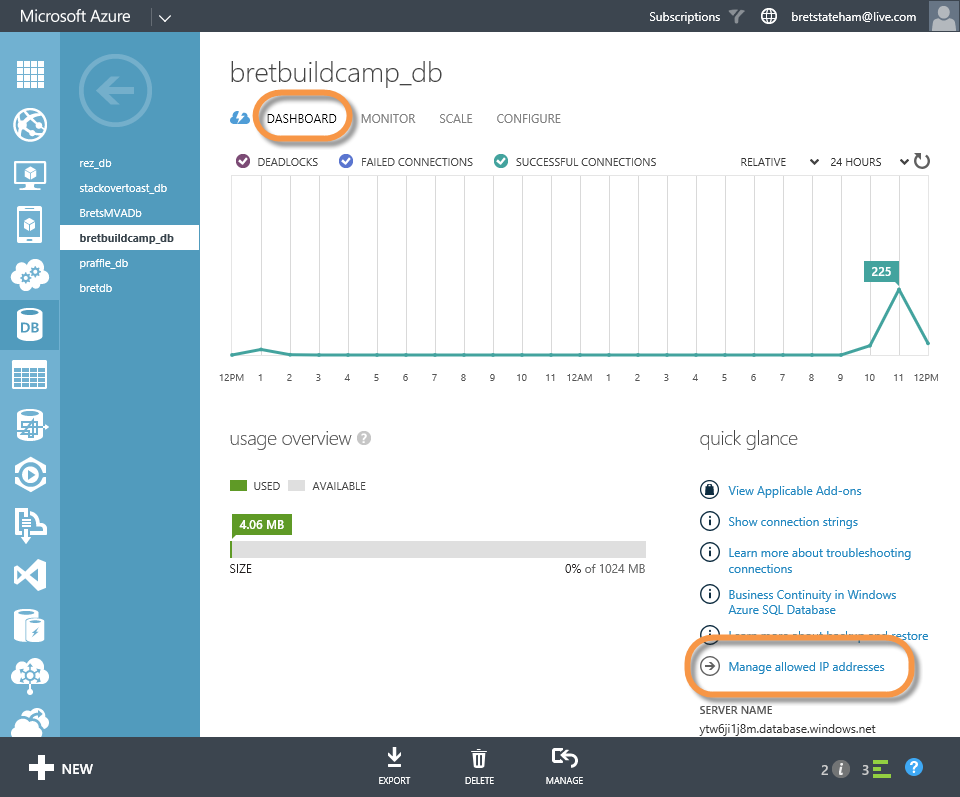 Microsoft Azure
Subscriptions bretstateham@live.com
bretbuildcamp_db
DASHBOARD MONITOR SCALE CONFIGURE
rez_db
stackovertoast_db
BretsMVADb
bretbuildcamp_db
praffle_db
bretdb
DB
DEADLOCKS FAILED CONNECTIONS SUCCESSFUL CONNECTIONS RELATIVE 24 HOURS
225
12PM 1 2 3 4 5 6 7 8 9 10 11 12AM 1 2 3 4 5 6 7 8 9 10 11 12PM
usage overview ?
USED AVAILABLE
4.06 MB
SIZE 0% of 1024 MB
quick glance
View Applicable Add-ons
Show connection strings
Learn more about troubleshooting
connections
Business Continuity in Windows
Azure SQL Database
Learn more about backup and restore
Manage allowed IP addresses
SERVER NAME
ytw6ji1j8m.database.windows.net
NEW EXPORT DELETE MANAGE 2 i 3 ?